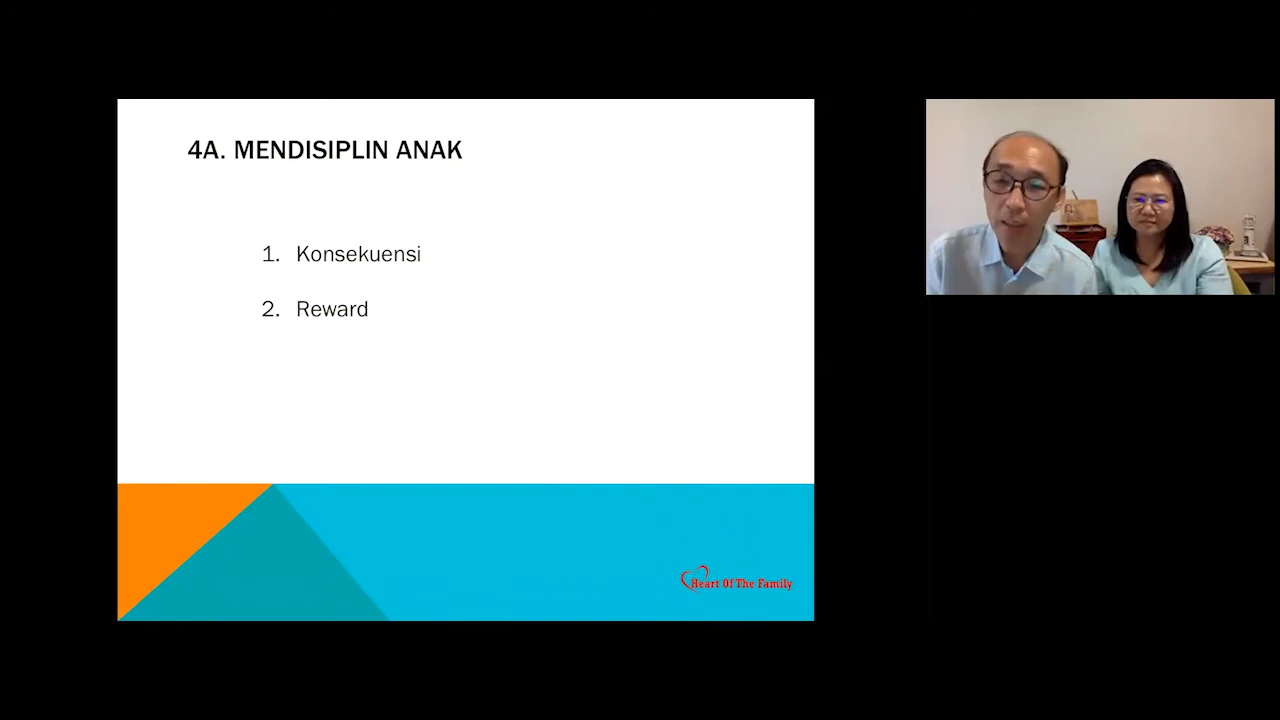 4A. MENDISIPLIN ANAK
1. Konsekuensi
2. Reward
Heart Of The Family